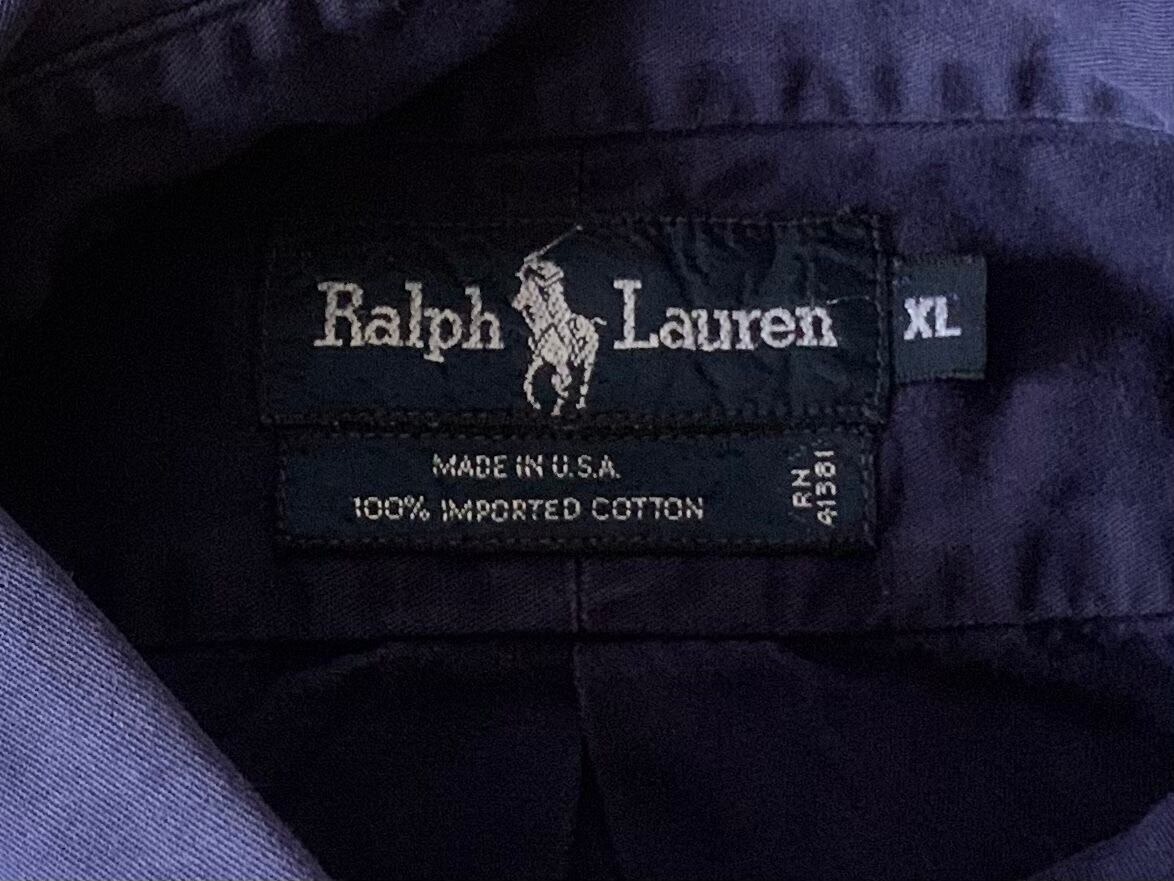 Ralph Lauren
XL
MADE IN U.S.A.
100% IMPORTED COTTON
RN
41381